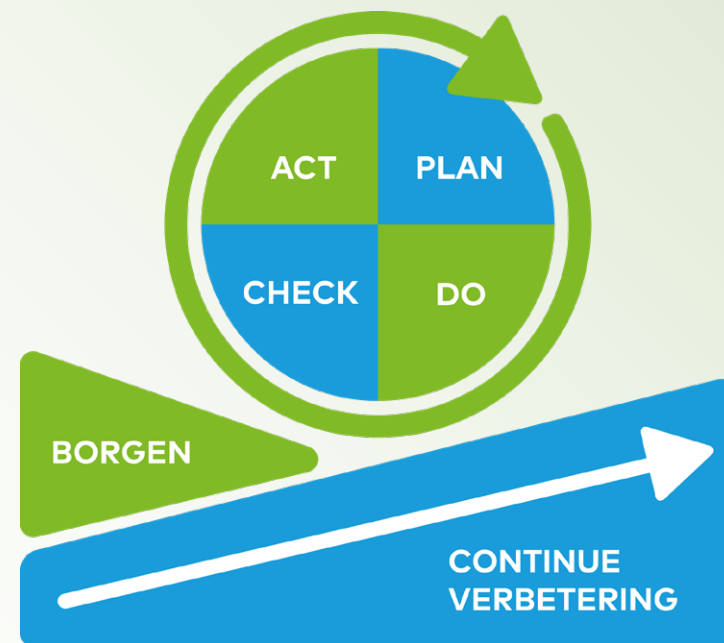 ACT
PLAN
CHECK
DO
BORGEN
CONTINUE
VERBETERING